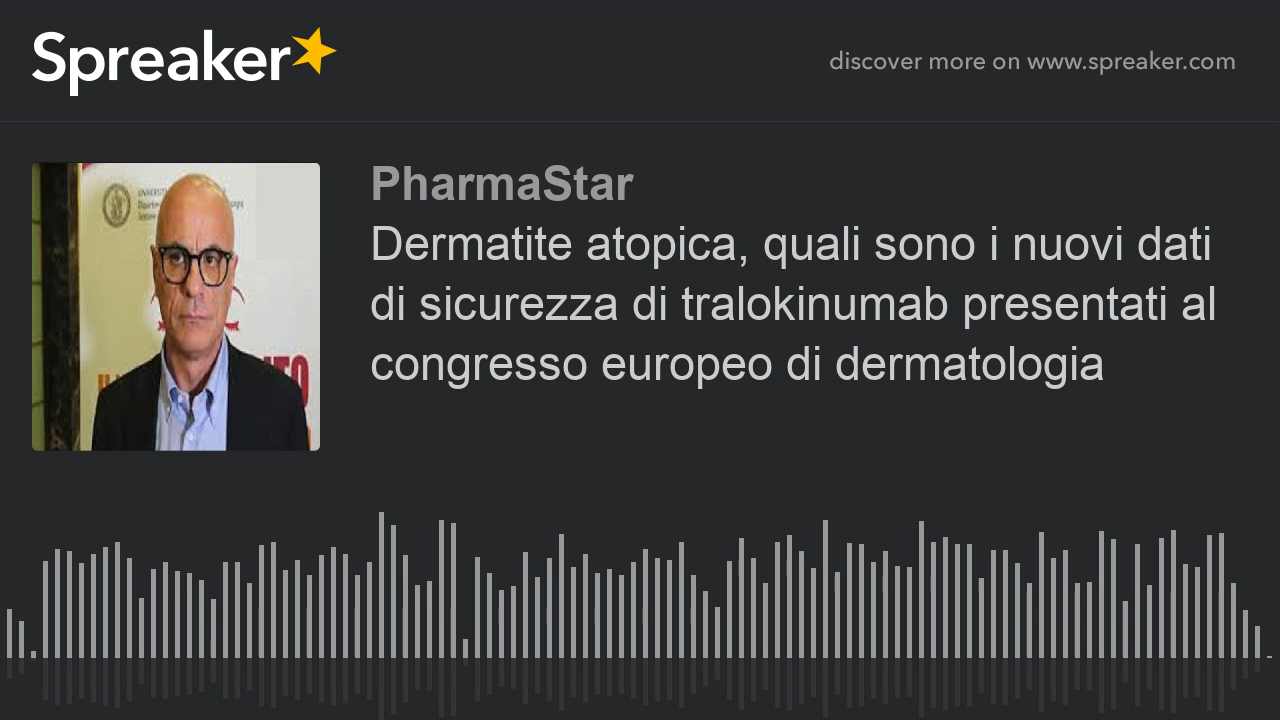 Spreaker
discover more on www.spreaker.com
PharmaStar
Dermatite atopica, quali sono i nuovi dati
di sicurezza di tralokinumab presentati al
congresso europeo di dermatologia